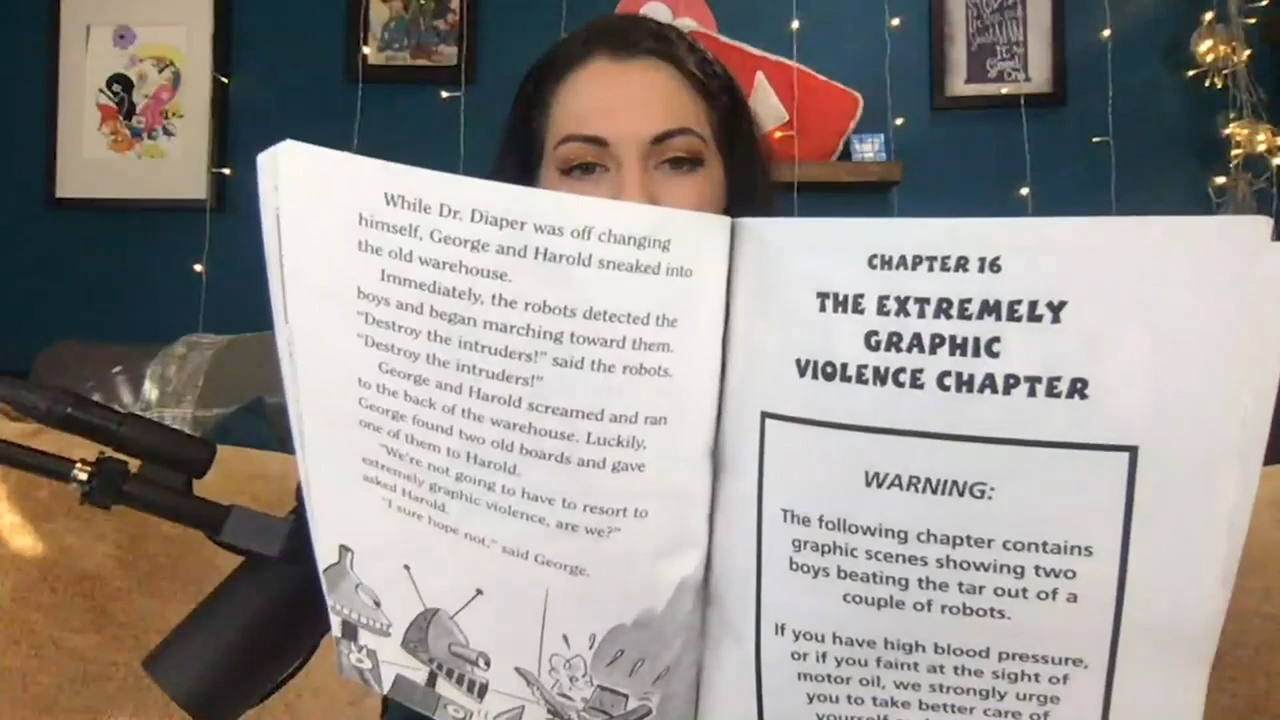 While Dr. Diaper was off changing
himself, George and Harold sneaked into
the old warehouse.
Immediately, the robots detected the
boys and began marching toward them.
"Destroy the intruders!" said the robots.
"Destroy the intruders!"
George and Harold screamed and ran
to the back of the warehouse. Luckily,
George found two old boards and gave
one of them to Harold.
"We're not going to have to resort to
extremely graphic violence, are we?"
asked Harold.
"I sure hope not," said George.
CHAPTER 16
THE EXTREMELY
GRAPHIC
VIOLENCE CHAPTER
WARNING:
The following chapter contains
graphic scenes showing two
boys beating the tar out of a
couple of robots.
If you have high blood pressure,
or if you faint at the sight of
motor oil, we strongly urge
you to take better care of
yourself